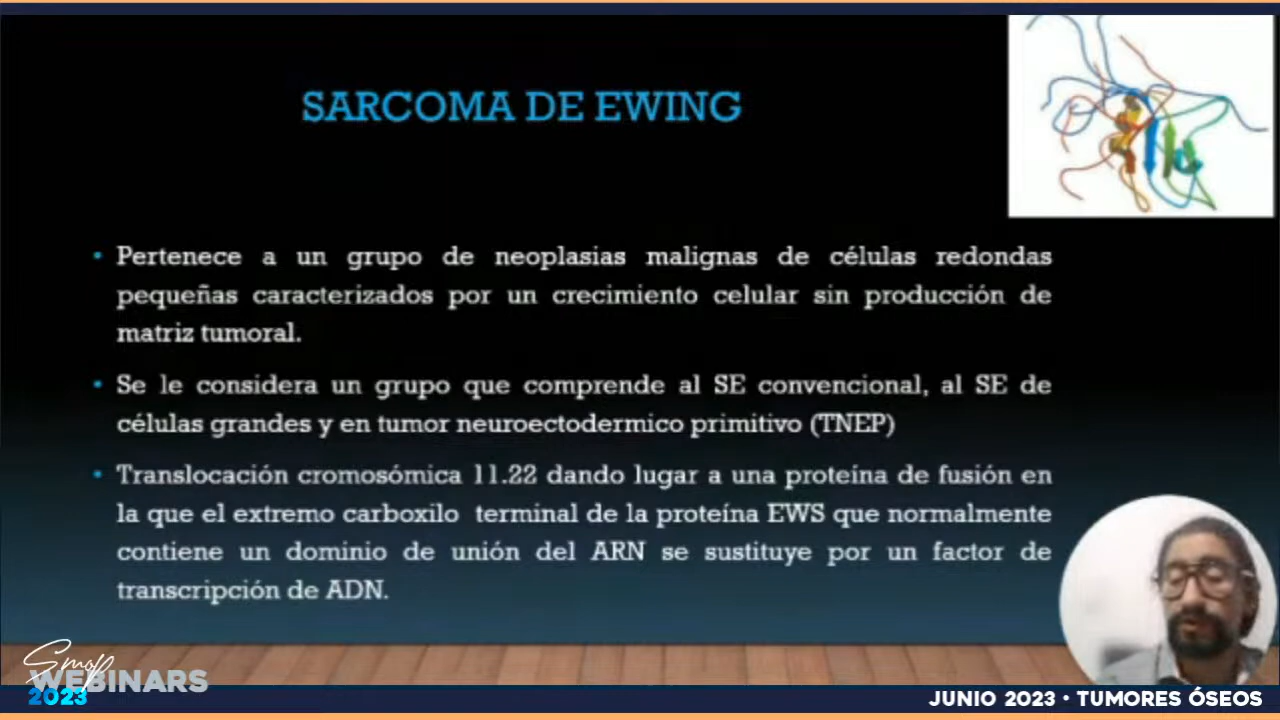 SARCOMA DE EWING
• Pertenece a un grupo de neoplasias malignas de células redondas
pequeñas caracterizados por un crecimiento celular sin producción de
matriz tumoral.
• Se le considera un grupo que comprende al SE convencional, al SE de
células grandes y en tumor neuroectodermico primitivo (TNEP)
• Translocación cromosómica 11.22 dando lugar a una proteína de fusión en
la que el extremo carboxilo terminal de la proteína EWS que normalmente
contiene un dominio de unión del ARN se sustituye por un factor de
transcripción de ADN.
Smop
WEBINARS
2023
JUNIO 2023 • TUMORES ÓSEOS